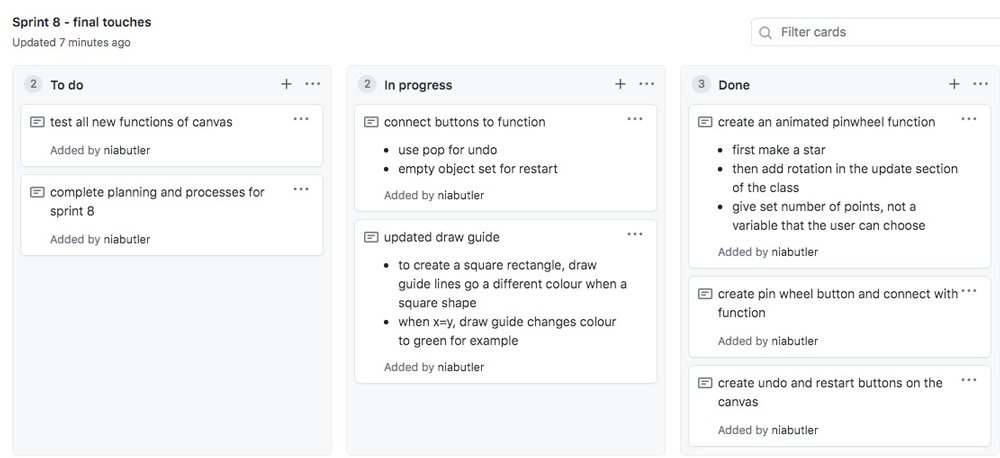 Sprint 8 - final touches
Updated 7 minutes ago
Filter cards
2 To do
test all new functions of canvas
Added by niabutler
complete planning and processes for
sprint 8
Added by niabutler
2 In progress
connect buttons to function
• use pop for undo
• empty object set for restart
Added by niabutler
updated draw guide
• to create a square rectangle, draw
guide lines go a different colour when a
square shape
• when x=y, draw guide changes colour
to green for example
Added by niabutler
3 Done
create an animated pinwheel function
• first make a star
• then add rotation in the update section
of the class
• give set number of points, not a
variable that the user can choose
Added by niabutler
create pin wheel button and connect with
function
Added by niabutler
create undo and restart buttons on the
canvas
Added by niabutler